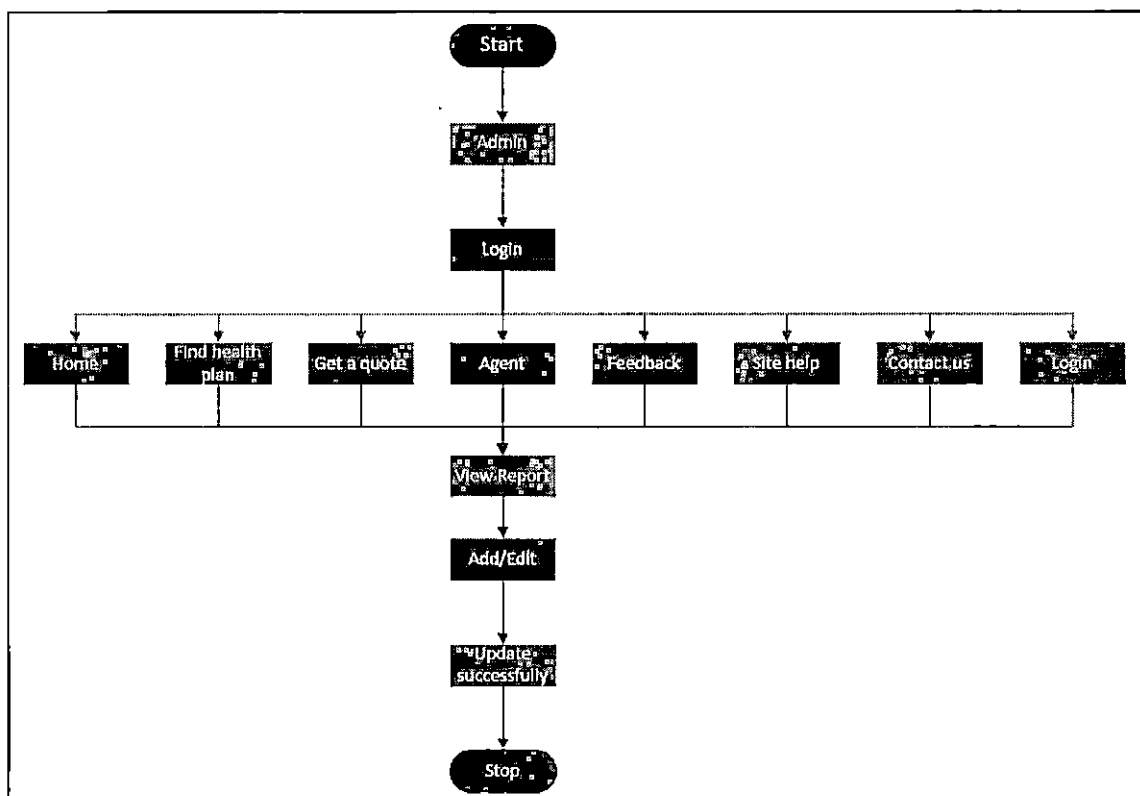 Start
Admin
Login
Home
Find health
plan
Get a quote
Agent
Feedback
Site help
Contact us
Login
View Report
Add/Edit
Update
successfully
Stop